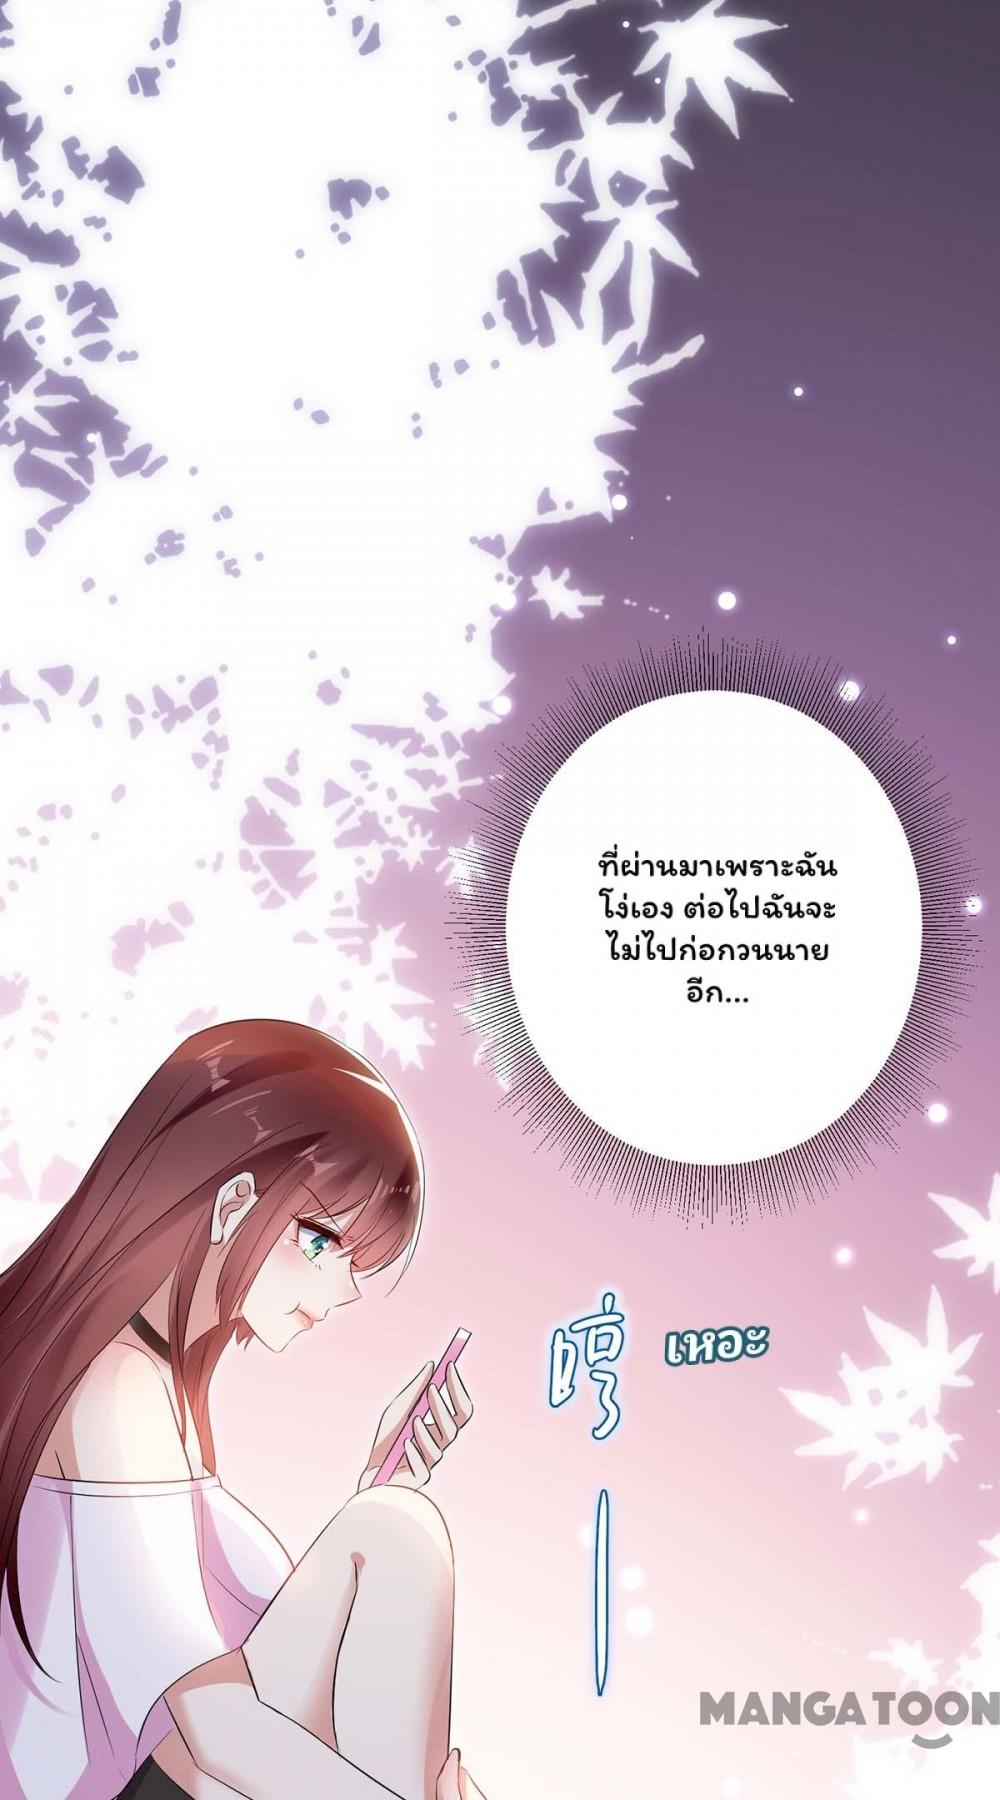 ที่ผ่านมาเพราะฉัน
โง่เอง ต่อไปฉันจะ
ไม่ไปก่อกวนนาย
อีก...
哼 เหอะ
MANGATOON